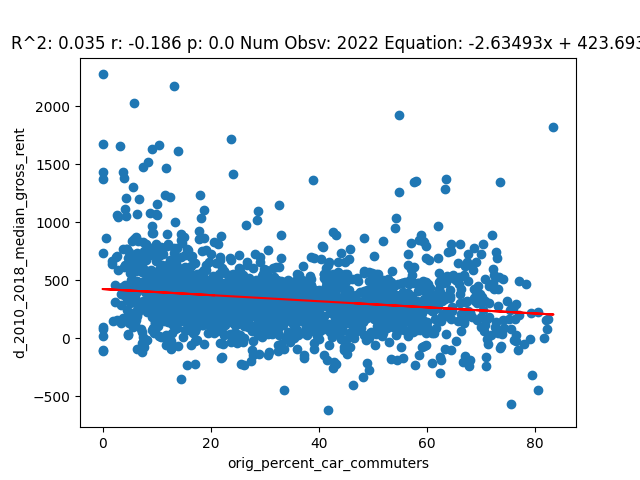 R^2: 0.035 r: -0.186 p: 0.0 Num Obsv: 2022 Equation: -2.63493x + 423.693
d_2010_2018_median_gross_rent
2000
1500
1000
500
0
−500
0 20 40 60 80
orig_percent_car_commuters